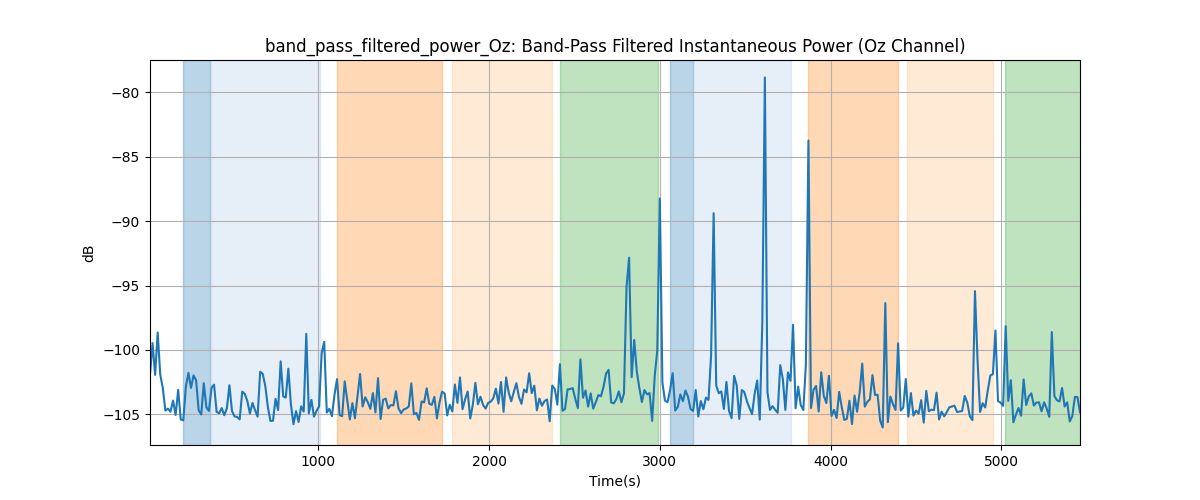 band_pass_filtered_power_Oz: Band-Pass Filtered Instantaneous Power (Oz Channel)
−80
−85
−90
−95
−100
−105
dB
1000 2000 3000 4000 5000
Time(s)